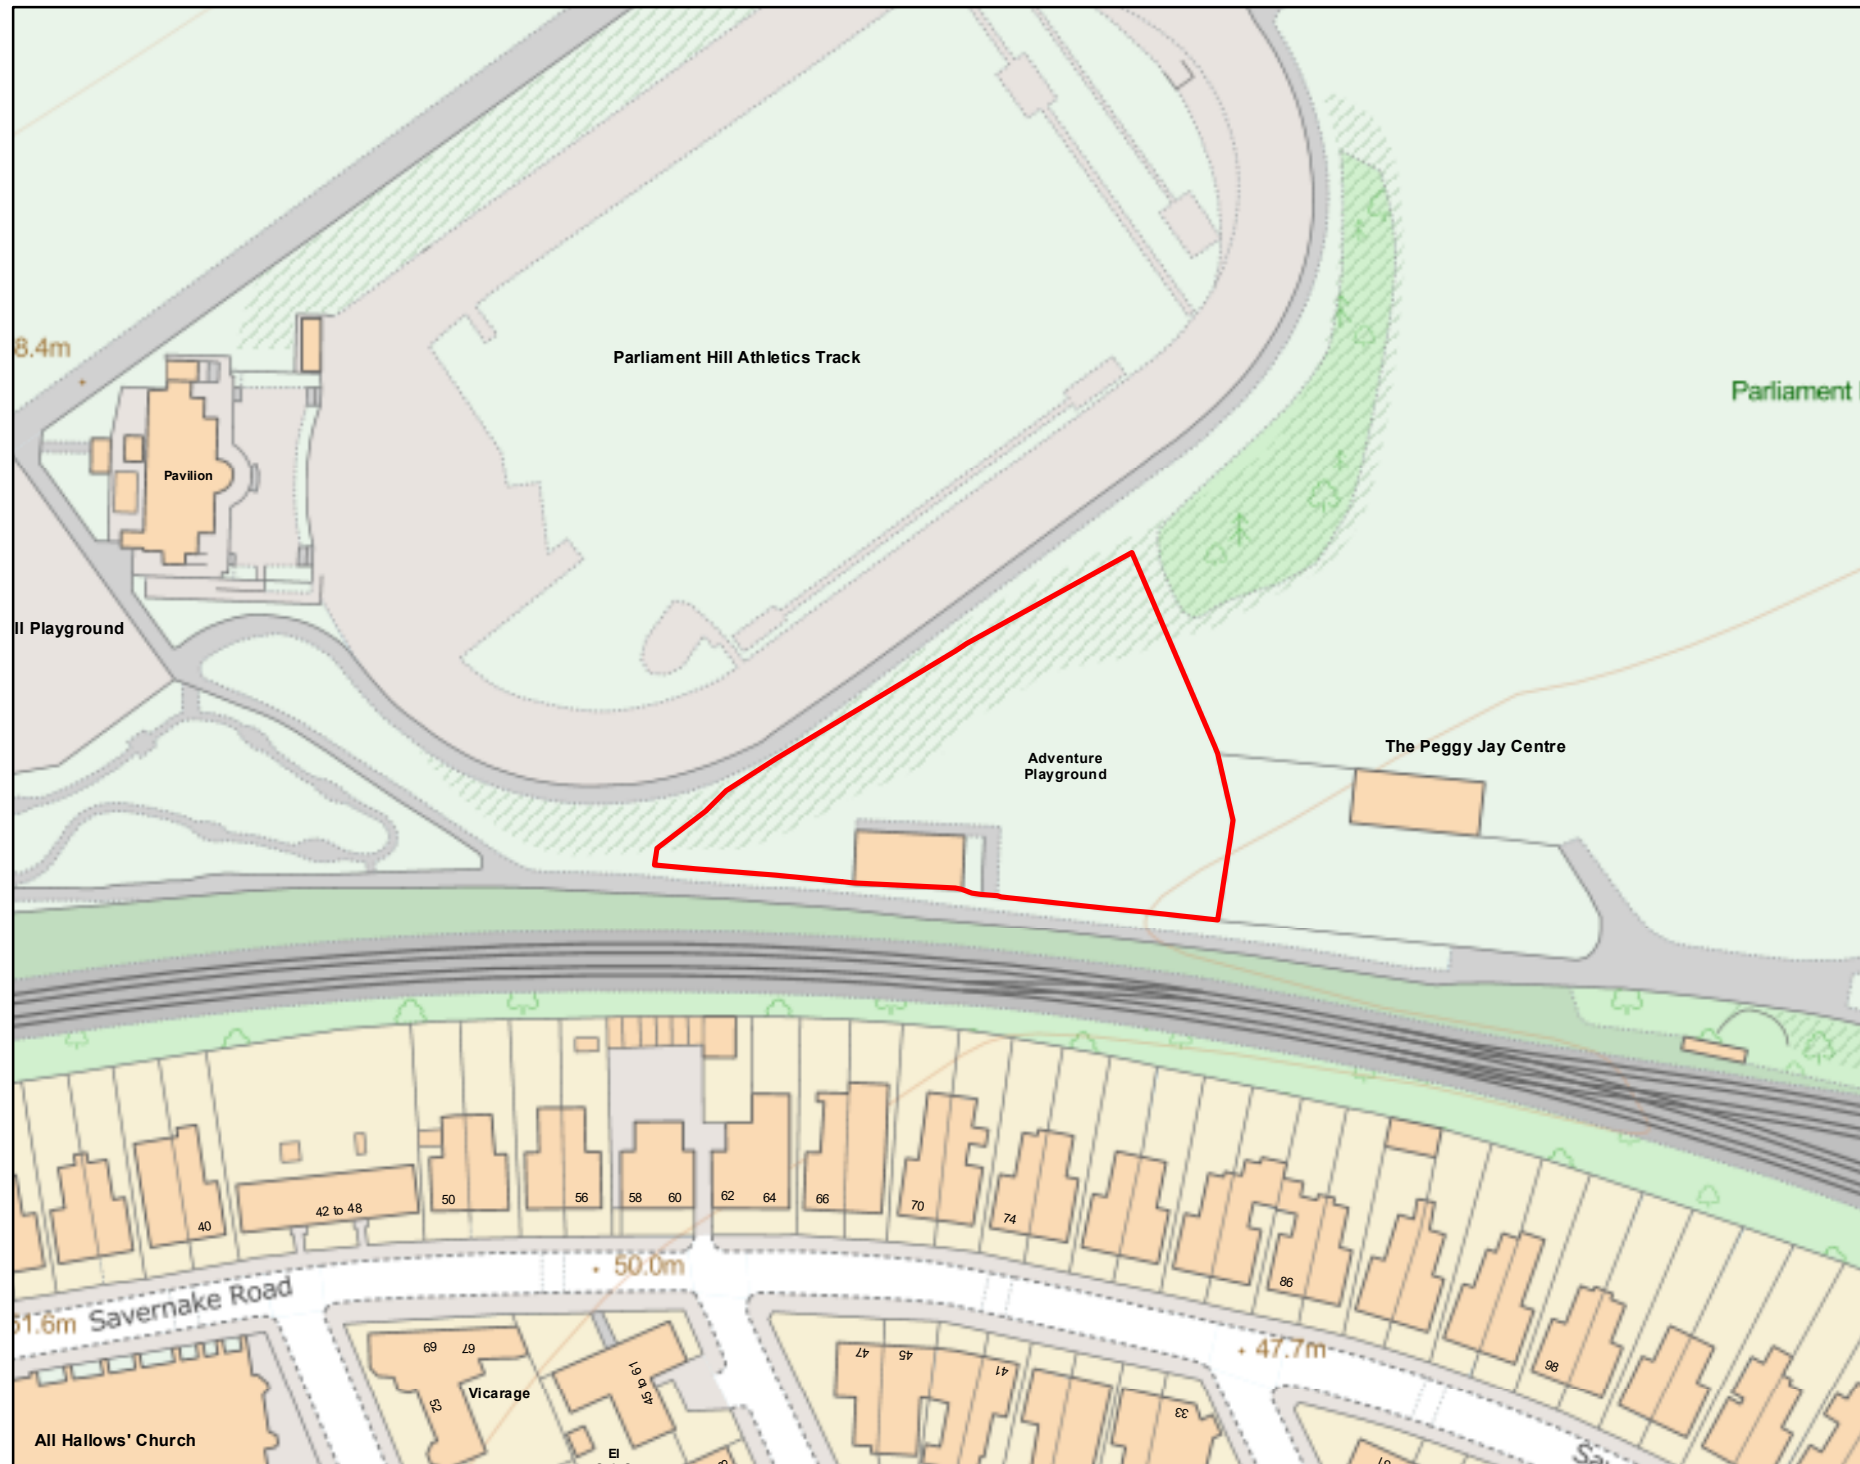 8.4m
Parliament Hill Athletics Track
Parliament
Pavilion
ll Playground
The Peggy Jay Centre
Adventure
Playground
40
42 to 48
50
56
58
60
62
64
66
70
74
86
50.0m
Savernake Road
51.6m
47.7m
69
67
52
Vicarage
45 to 61
47
45
41
33
96
All Hallows' Church
El
Sav